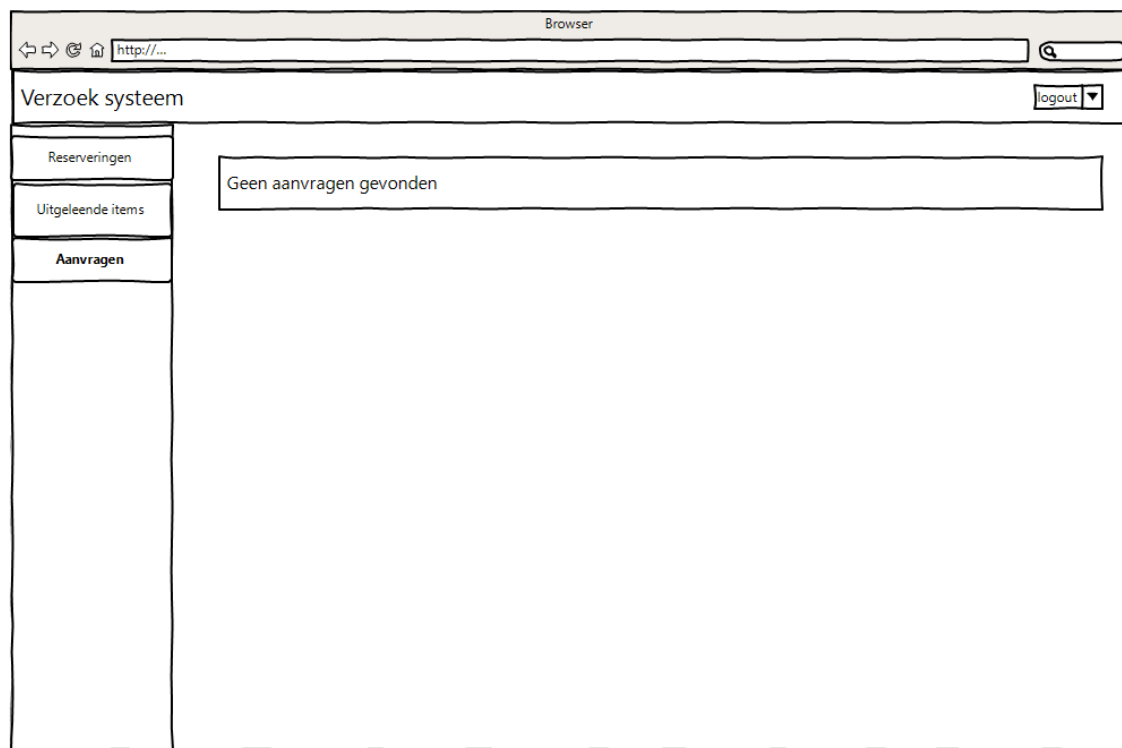 Browser
http://...
Verzoek systeem
logout
Reserveringen
Uitgeleende items
Aanvragen
Geen aanvragen gevonden